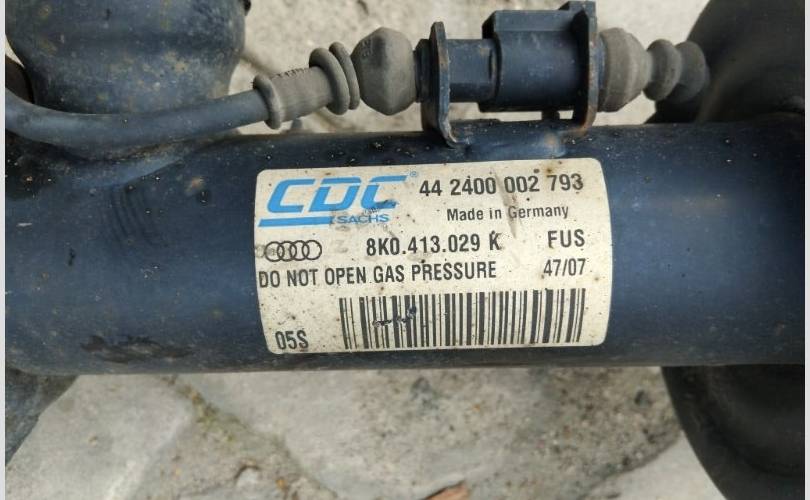 CDC® 44 2400 002 793
SACHS Made in Germany
8K0.413.029 K FUS
DO NOT OPEN GAS PRESSURE 47/07
05S